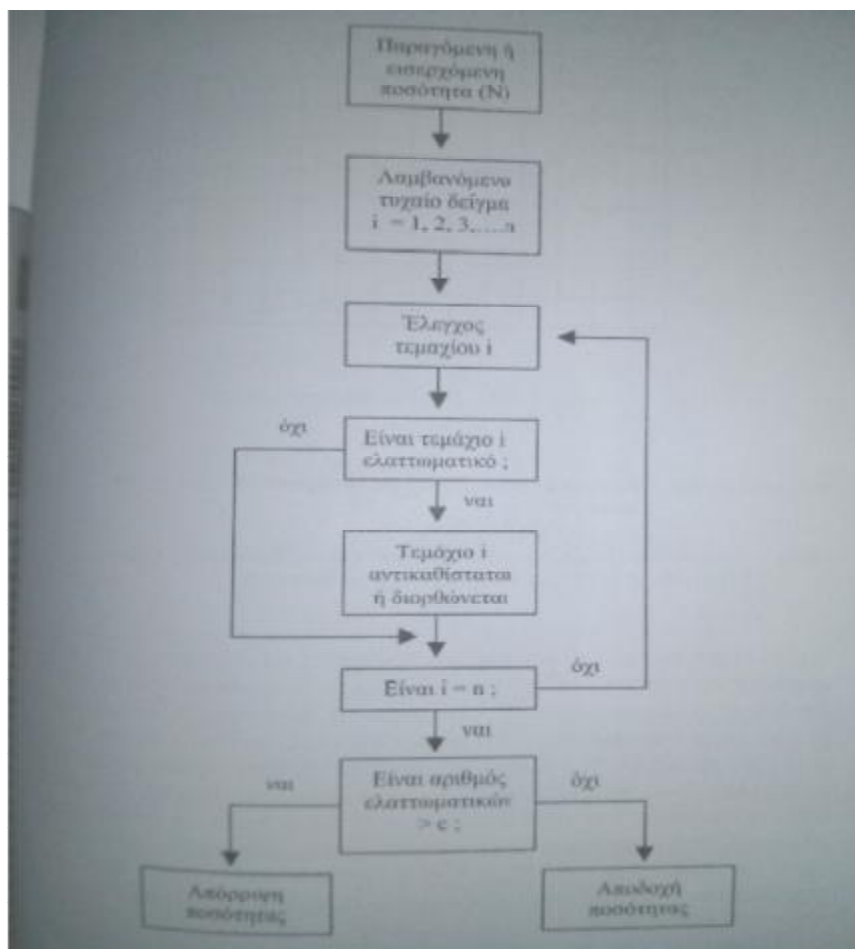 Παραγόμενη ή
εισερχόμενη
ποσότητα (N)
Λαμβανόμενο
τυχαίο δείγμα
i = 1, 2, 3,....n
Έλεγχος
τεμαχίου i
όχι
Είναι τεμάχιο i
ελαττωματικό ;
ναι
Τεμάχιο i
αντικαθίσταται
ή διορθώνεται
Είναι i = n ;
όχι
ναι
ναι
Είναι αριθμός
ελαττωματικών
> c ;
όχι
Απόρριψη
ποσότητας
Αποδοχή
ποσότητας